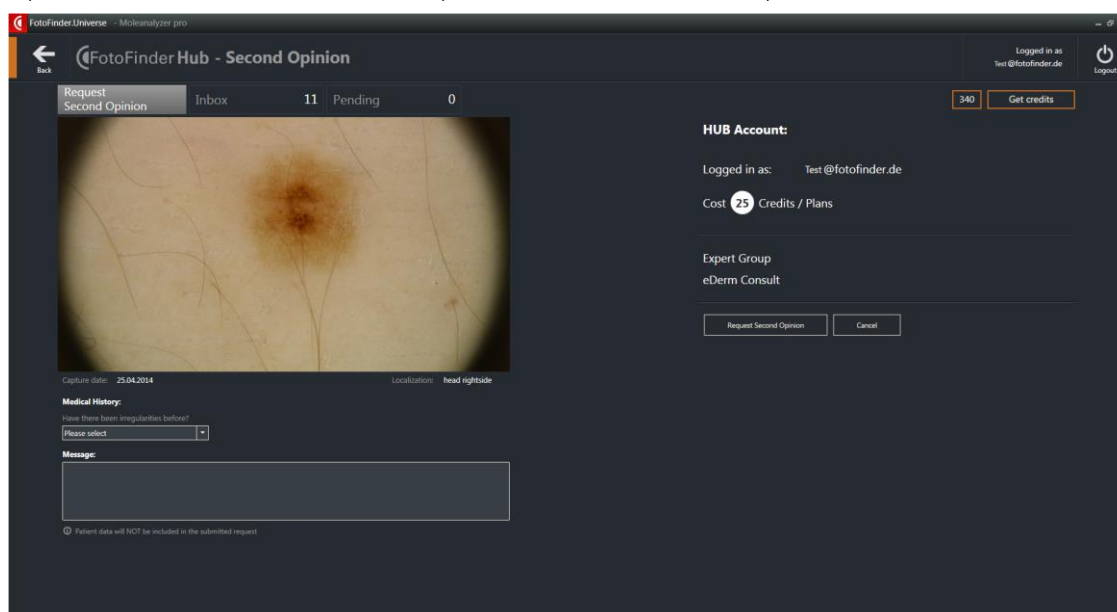 FotoFinder.Universe - Moleanalyzer pro
Back
FotoFinder Hub - Second Opinion
Logged in as
Test @fotofinder.de
Logout
Request
Second Opinion
Inbox 11
Pending 0
340
Get credits
HUB Account:
Logged in as: Test @fotofinder.de
Cost 25 Credits / Plans
Expert Group
eDerm Consult
Request Second Opinion
Cancel
Capture date: 25.04.2014
Localization: head rightside
Medical History:
Have there been irregularities before?
Please select
Message:
Patient data will NOT be included in the submitted request